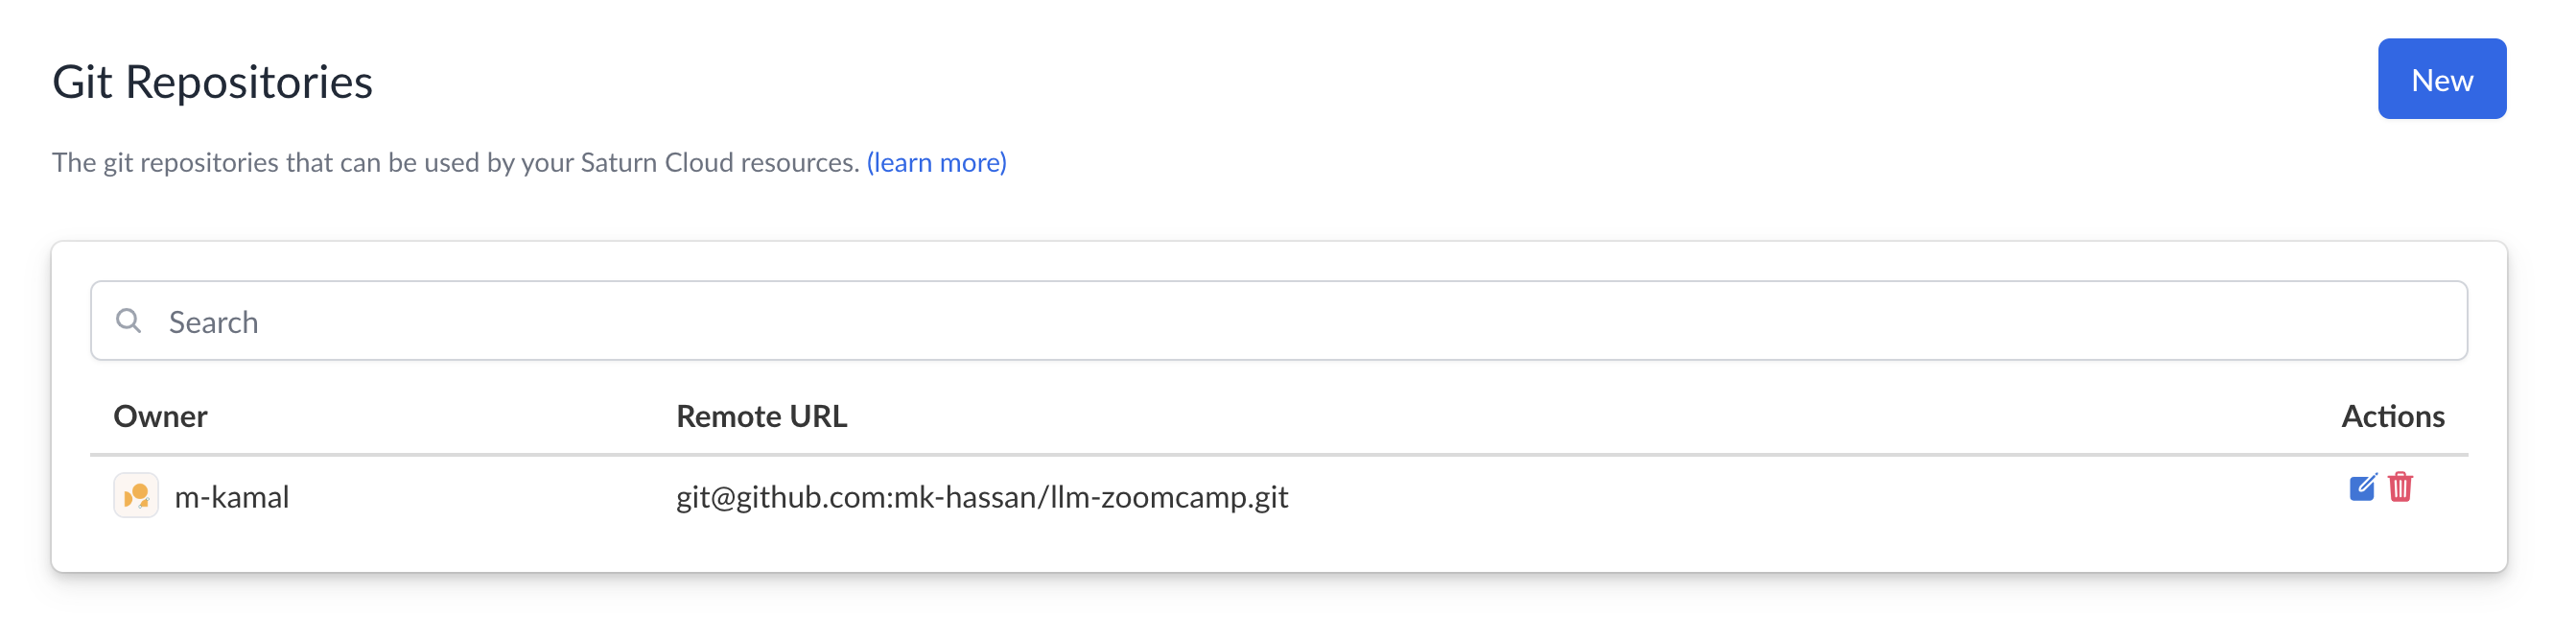 Git Repositories
New
The git repositories that can be used by your Saturn Cloud resources. (learn more)
Search
Owner Remote URL Actions
m-kamal git@github.com:mk-hassan/llm-zoomcamp.git